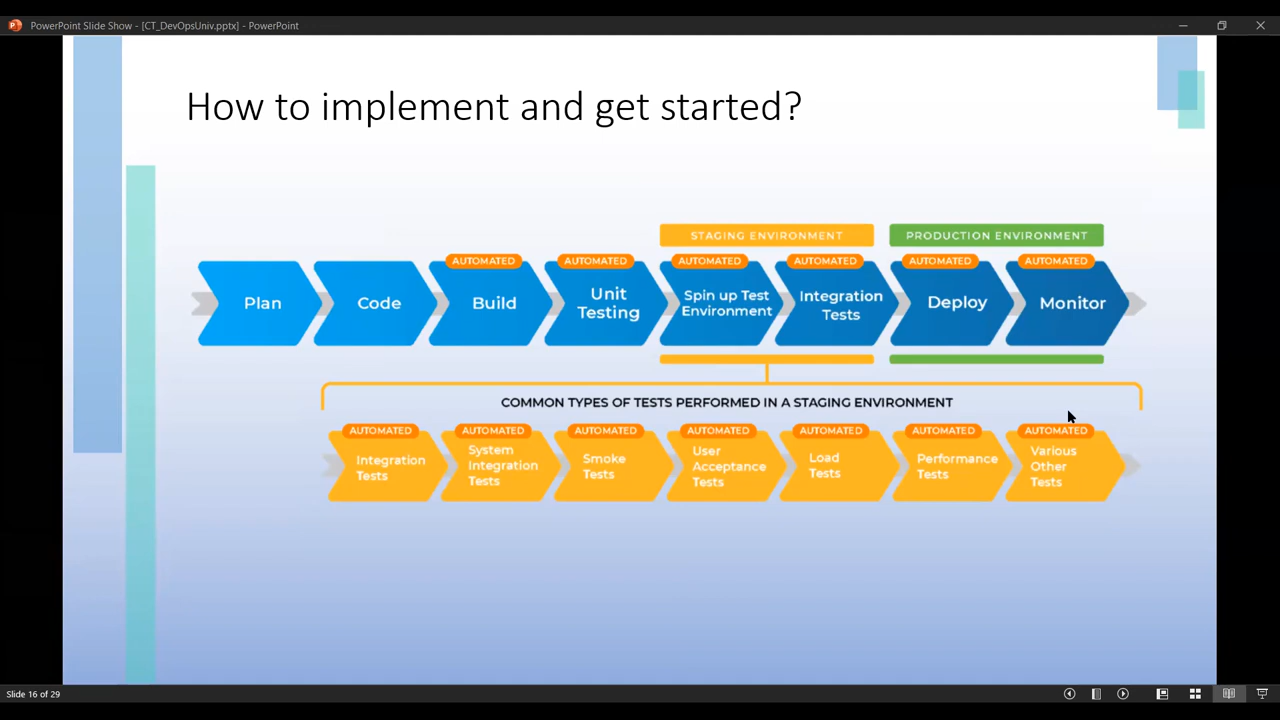 PowerPoint Slide Show - [CT_DevOpsUniv.pptx] - PowerPoint
How to implement and get started?
STAGING ENVIRONMENT
PRODUCTION ENVIRONMENT
AUTOMATED
AUTOMATED
AUTOMATED
AUTOMATED
AUTOMATED
AUTOMATED
Plan
Code
Build
Unit
Testing
Spin up Test
Environment
Integration
Tests
Deploy
Monitor
COMMON TYPES OF TESTS PERFORMED IN A STAGING ENVIRONMENT
AUTOMATED
AUTOMATED
AUTOMATED
AUTOMATED
AUTOMATED
AUTOMATED
AUTOMATED
Integration
Tests
System
Integration
Tests
Smoke
Tests
User
Acceptance
Tests
Load
Tests
Performance
Tests
Various
Other
Tests
Slide 16 of 29